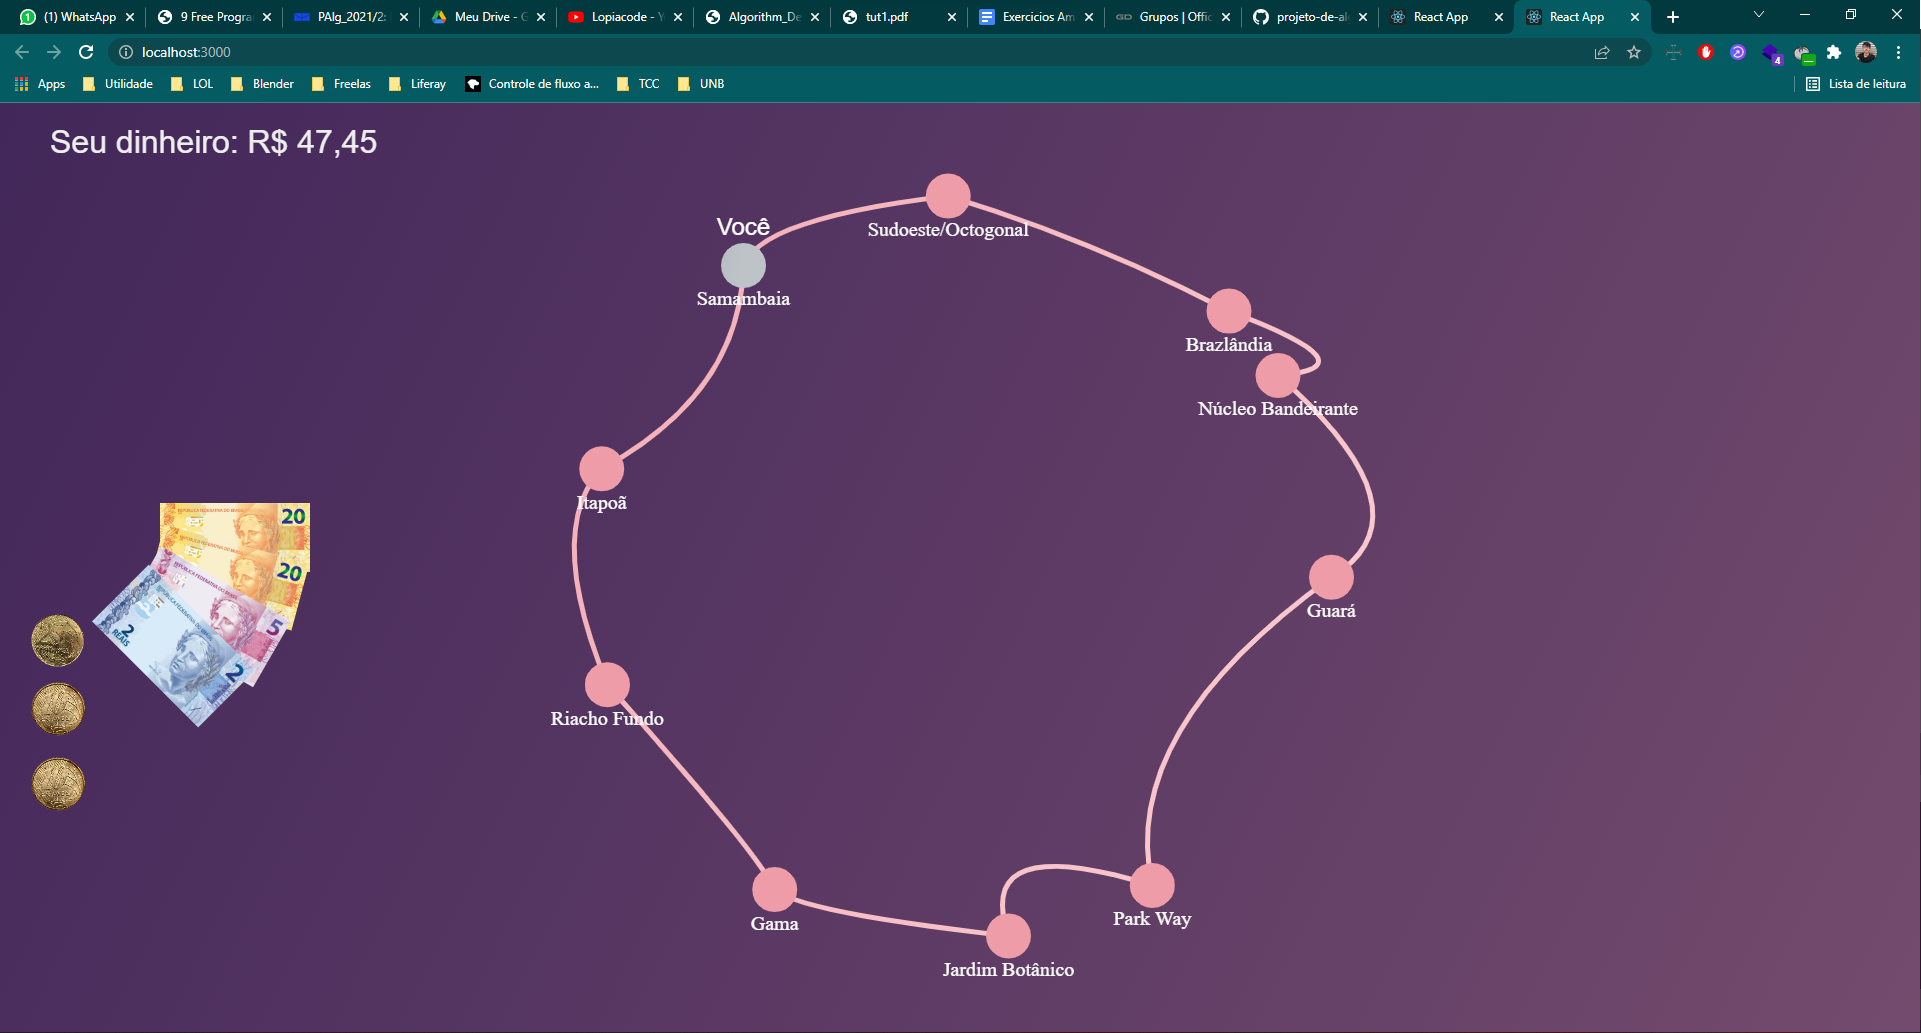 (1) WhatsApp
9 Free Progra
PAlg_2021/2:
Meu Drive - G
Lopiacode - Y
Algorithm_De
tut1.pdf
Exercicios Am
Grupos | Offic
projeto-de-al
React App
React App
localhost:3000
4
Apps
Utilidade
LOL
Blender
Freelas
Liferay
Controle de fluxo a...
TCC
UNB
Lista de leitura
Seu dinheiro: R$ 47,45
Você
Sudoeste/Octogonal
Samambaia
Brazlândia
Núcleo Bandeirante
Itapoã
20
20
5
2
REAIS
2
Guará
Riacho Fundo
Gama
Park Way
Jardim Botânico